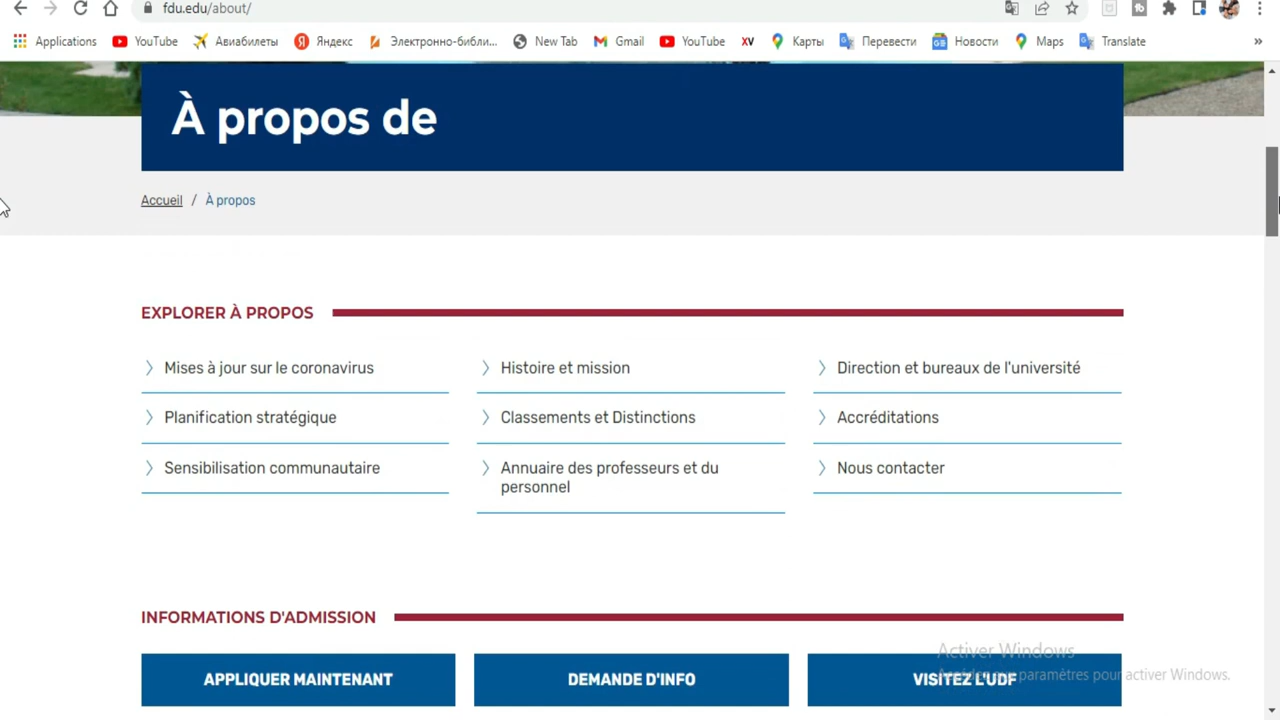 fdu.edu/about/
Applications YouTube Авиабилеты Яндекс Электронно-библи... New Tab Gmail YouTube XV Карты Перевести Новости Maps Translate »
À propos de
Accueil / À propos
EXPLORER À PROPOS
Mises à jour sur le coronavirus
Histoire et mission
Direction et bureaux de l'université
Planification stratégique
Classements et Distinctions
Accréditations
Sensibilisation communautaire
Annuaire des professeurs et du
personnel
Nous contacter
INFORMATIONS D'ADMISSION
APPLIQUER MAINTENANT
DEMANDE D'INFO
VISITEZ L'UDF
Activer Windows
Accédez aux paramètres pour activer Windows.